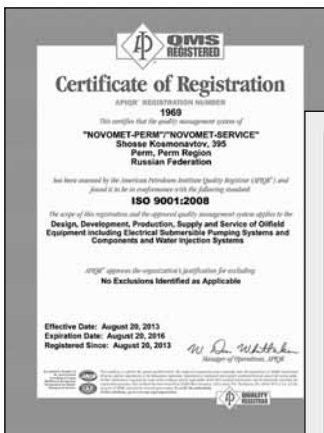 QMS
REGISTERED
Certificate of Registration
APIQR® REGISTRATION NUMBER
1969
This certifies that the quality management system of
"NOVOMET-PERM"/"NOVOMET-SERVICE"
Shosse Kosmonavtov, 395
Perm, Perm Region
Russian Federation
has been assessed by the American Petroleum Institute Quality Registrar (APIQR®) and
found it to be in conformance with the following standard:
ISO 9001:2008
The scope of this registration and the approved quality management system applies to the
Design, Development, Production, Supply and Service of Oilfield
Equipment including Electrical Submersible Pumping Systems and
Components and Water Injection Systems
APIQR® approves the organization's justification for excluding
No Exclusions Identified as Applicable
Effective Date: August 20, 2013
Expiration Date: August 20, 2016
Registered Since: August 20, 2013
W. Don Whittaker
Manager of Operations, APIQR
QUALITY
REGISTRAR